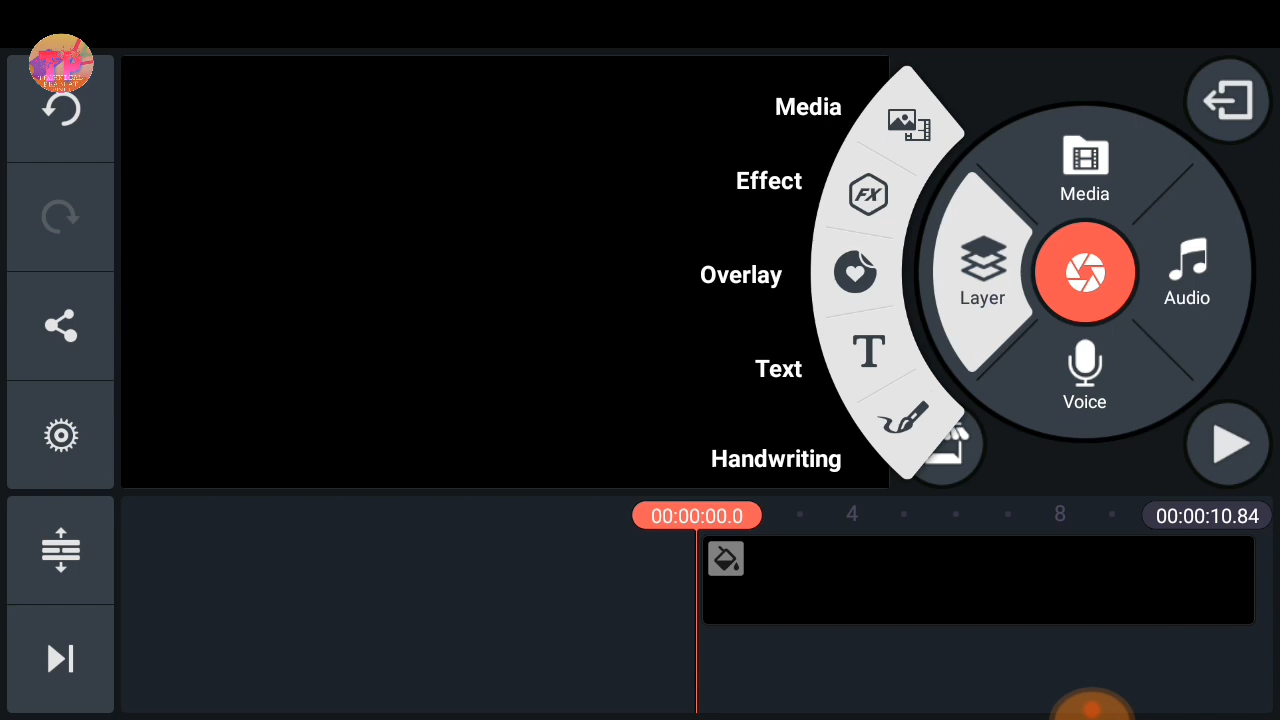 Media
Effect
Overlay
Text
Handwriting
Media
Layer
Audio
Voice
FX
T
00:00:00.0
4
8
00:00:10.84